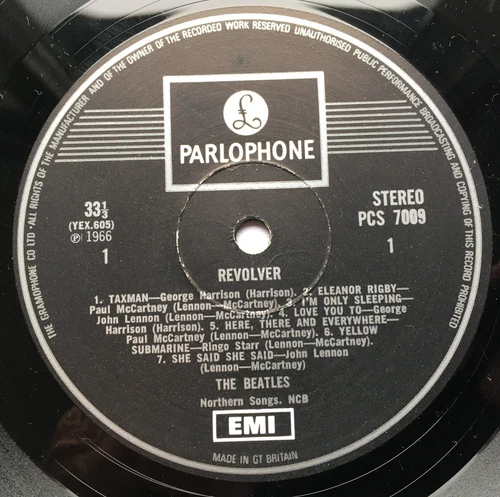 THE GRAMOPHONE CO LTD · ALL RIGHTS OF THE MANUFACTURER AND OF THE OWNER OF THE RECORDED WORK RESERVED UNAUTHORISED PUBLIC PERFORMANCE BROADCASTING AND COPYING OF THIS RECORD PROHIBITED
£
PARLOPHONE
33⅓
(YEX.605)
Ⓟ 1966
1
STEREO
PCS 7009
1
REVOLVER
1. TAXMAN—George Harrison (Harrison). 2. ELEANOR RIGBY—
Paul McCartney (Lennon—McCartney). 3. I'M ONLY SLEEPING—
John Lennon (Lennon—McCartney). 4. LOVE YOU TO—George
Harrison (Harrison). 5. HERE, THERE AND EVERYWHERE—
Paul McCartney (Lennon—McCartney). 6. YELLOW
SUBMARINE—Ringo Starr (Lennon—McCartney).
7. SHE SAID SHE SAID—John Lennon
(Lennon—McCartney)
THE BEATLES
Northern Songs. NCB
EMI
MADE IN GT BRITAIN